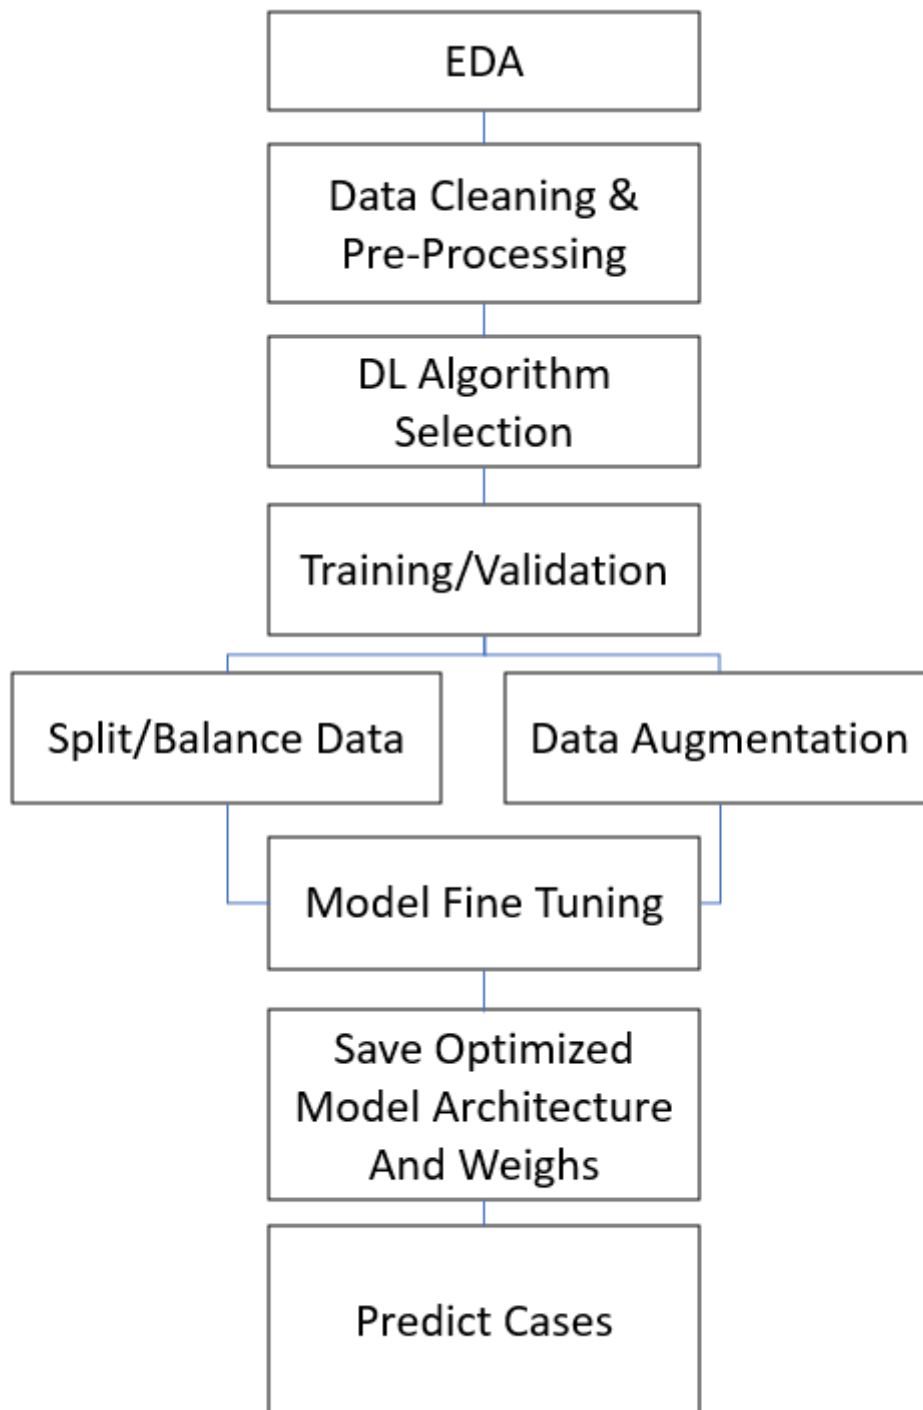 EDA
Data Cleaning &
Pre-Processing
DL Algorithm
Selection
Training/Validation
Split/Balance Data
Data Augmentation
Model Fine Tuning
Save Optimized
Model Architecture
And Weighs
Predict Cases